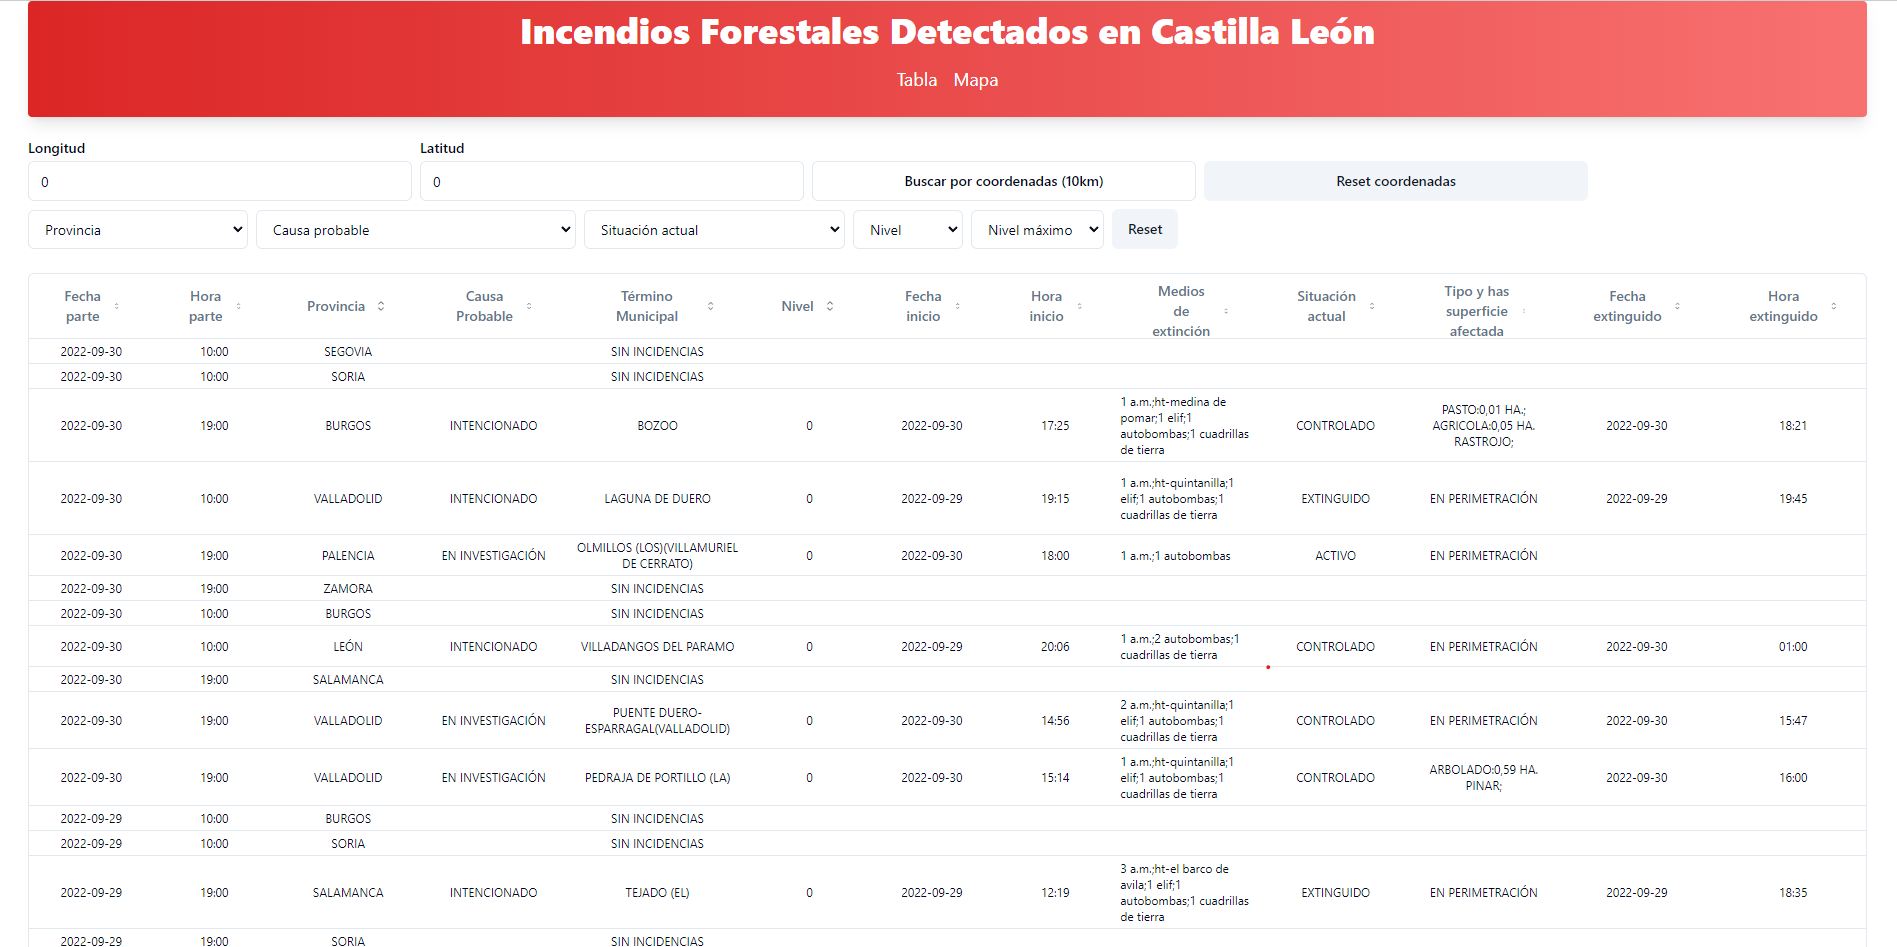 Incendios Forestales Detectados en Castilla León
Tabla Mapa
Longitud Latitud
0 0 Buscar por coordenadas (10km) Reset coordenadas
Provincia Causa probable Situación actual Nivel Nivel máximo Reset
Fecha parte Hora parte Provincia Causa Probable Término Municipal Nivel Fecha inicio Hora inicio Medios de extinción Situación actual Tipo y has superficie afectada Fecha extinguido Hora extinguido
2022-09-30 10:00 SEGOVIA SIN INCIDENCIAS
2022-09-30 10:00 SORIA SIN INCIDENCIAS
2022-09-30 19:00 BURGOS INTENCIONADO BOZOO 0 2022-09-30 17:25 1 a.m.;ht-medina de pomar;1 elif;1 autobombas;1 cuadrillas de tierra CONTROLADO PASTO:0,01 HA.; AGRICOLA:0,05 HA. RASTROJO; 2022-09-30 18:21
2022-09-30 10:00 VALLADOLID INTENCIONADO LAGUNA DE DUERO 0 2022-09-29 19:15 1 a.m.;ht-quintanilla;1 elif;1 autobombas;1 cuadrillas de tierra EXTINGUIDO EN PERIMETRACIÓN 2022-09-29 19:45
2022-09-30 19:00 PALENCIA EN INVESTIGACIÓN OLMILLOS (LOS)(VILLAMURIEL DE CERRATO) 0 2022-09-30 18:00 1 a.m.;1 autobombas ACTIVO EN PERIMETRACIÓN
2022-09-30 19:00 ZAMORA SIN INCIDENCIAS
2022-09-30 10:00 BURGOS SIN INCIDENCIAS
2022-09-30 10:00 LEÓN INTENCIONADO VILLADANGOS DEL PARAMO 0 2022-09-29 20:06 1 a.m.;2 autobombas;1 cuadrillas de tierra CONTROLADO EN PERIMETRACIÓN 2022-09-30 01:00
2022-09-30 19:00 SALAMANCA SIN INCIDENCIAS
2022-09-30 19:00 VALLADOLID EN INVESTIGACIÓN PUENTE DUERO-ESPARRAGAL(VALLADOLID) 0 2022-09-30 14:56 2 a.m.;ht-quintanilla;1 elif;1 autobombas;1 cuadrillas de tierra CONTROLADO EN PERIMETRACIÓN 2022-09-30 15:47
2022-09-30 19:00 VALLADOLID EN INVESTIGACIÓN PEDRAJA DE PORTILLO (LA) 0 2022-09-30 15:14 1 a.m.;ht-quintanilla;1 elif;1 autobombas;1 cuadrillas de tierra CONTROLADO ARBOLADO:0,59 HA. PINAR; 2022-09-30 16:00
2022-09-29 10:00 BURGOS SIN INCIDENCIAS
2022-09-29 10:00 SORIA SIN INCIDENCIAS
2022-09-29 19:00 SALAMANCA INTENCIONADO TEJADO (EL) 0 2022-09-29 12:19 3 a.m.;ht-el barco de avila;1 elif;1 autobombas;1 cuadrillas de tierra EXTINGUIDO EN PERIMETRACIÓN 2022-09-29 18:35
2022-09-29 19:00 SORIA SIN INCIDENCIAS